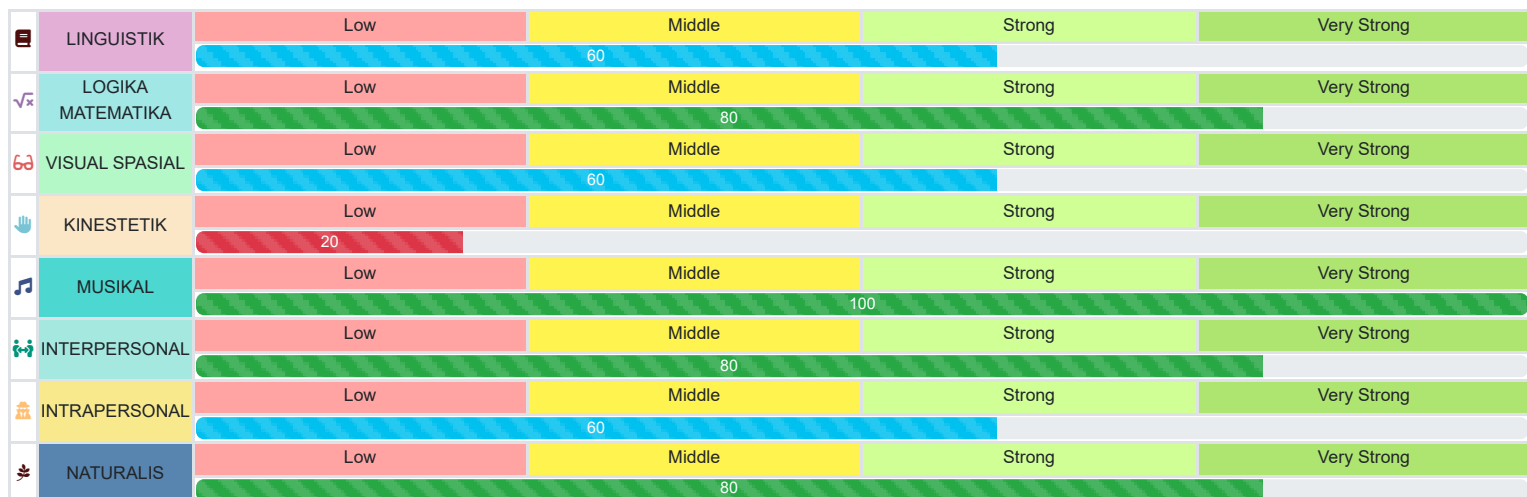 Low Middle Strong Very Strong
LINGUISTIK
60
LOGIKA
MATEMATIKA
Low Middle Strong Very Strong
80
Low Middle Strong Very Strong
VISUAL SPASIAL
60
Low Middle Strong Very Strong
KINESTETIK
20
Low Middle Strong Very Strong
MUSIKAL
100
Low Middle Strong Very Strong
INTERPERSONAL
80
Low Middle Strong Very Strong
INTRAPERSONAL
60
Low Middle Strong Very Strong
NATURALIS
80